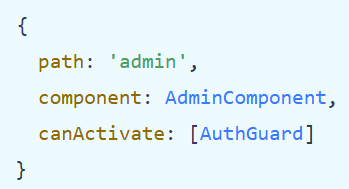 {
  path: 'admin',
  component: AdminComponent,
  canActivate: [AuthGuard]
}